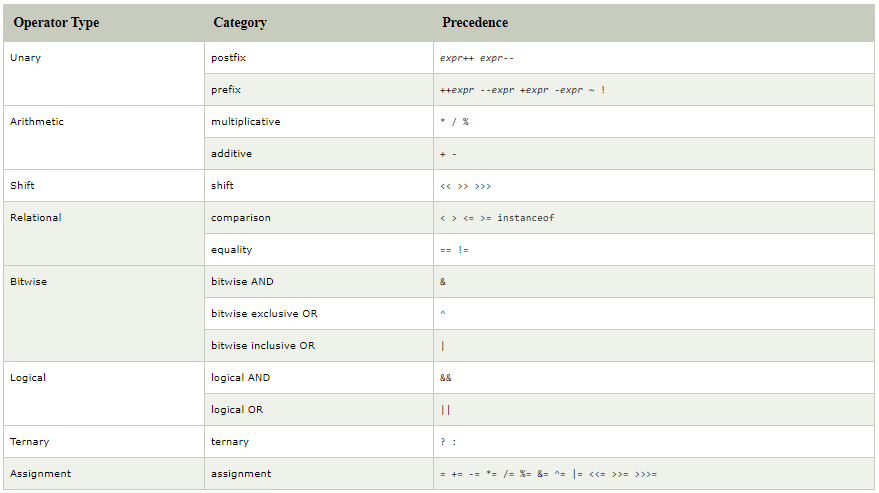 Operator Type Category Precedence
Unary postfix expr++ expr--
prefix ++expr --expr +expr -expr ~ !
Arithmetic multiplicative * / %
additive + -
Shift shift << >> >>>
Relational comparison < > <= >= instanceof
equality == !=
Bitwise bitwise AND &
bitwise exclusive OR ^
bitwise inclusive OR |
Logical logical AND &&
logical OR ||
Ternary ternary ? :
Assignment assignment = += -= *= /= %= &= ^= |= <<= >>= >>>=